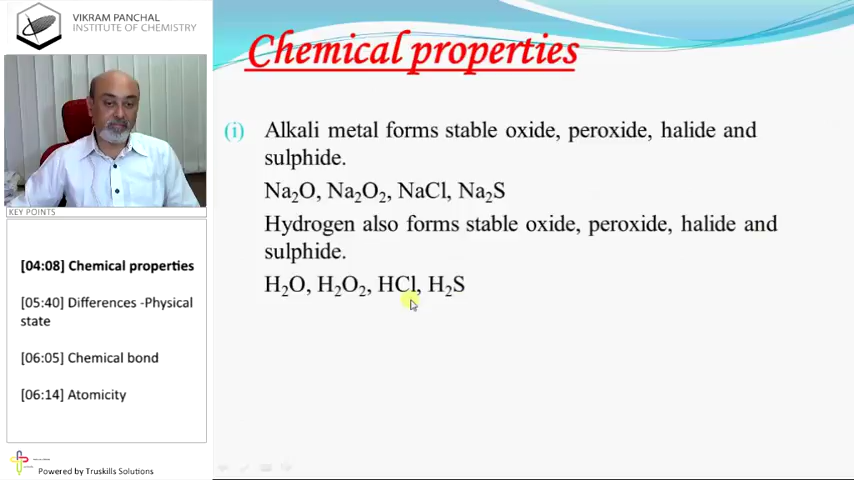 VIKRAM PANCHAL
INSTITUTE OF CHEMISTRY
Chemical properties
(i) Alkali metal forms stable oxide, peroxide, halide and
sulphide.
Na₂O, Na₂O₂, NaCl, Na₂S
Hydrogen also forms stable oxide, peroxide, halide and
sulphide.
H₂O, H₂O₂, HCl, H₂S
KEY POINTS
[04:08] Chemical properties
[05:40] Differences -Physical
state
[06:05] Chemical bond
[06:14] Atomicity
Powered by Truskills Solutions